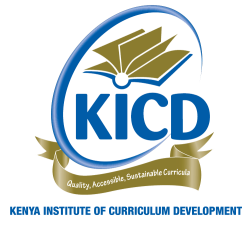 KICD
Quality, Accessible, Sustainable Curricula
KENYA INSTITUTE OF CURRICULUM DEVELOPMENT